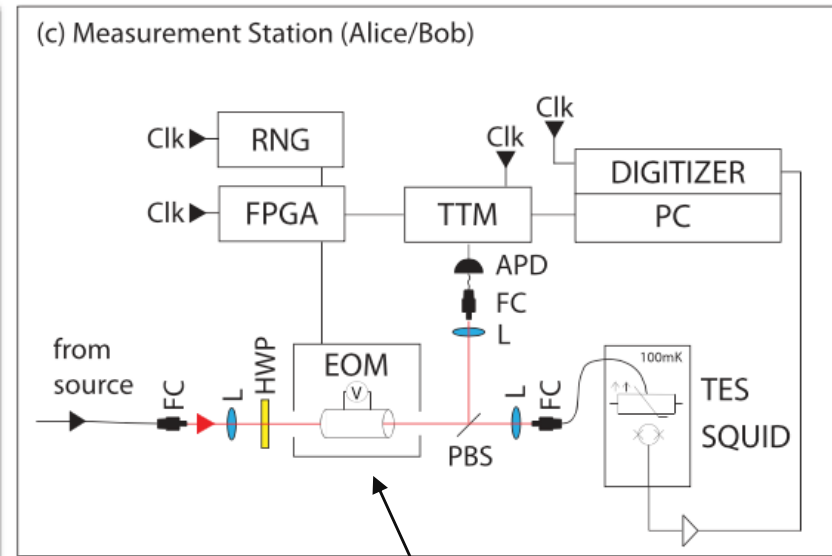 (c) Measurement Station (Alice/Bob)
Clk
Clk
Clk
RNG
DIGITIZER
Clk
FPGA
TTM
PC
APD
FC
L
from
source
FC
L
HWP
EOM
V
PBS
L
FC
100mK
TES
SQUID